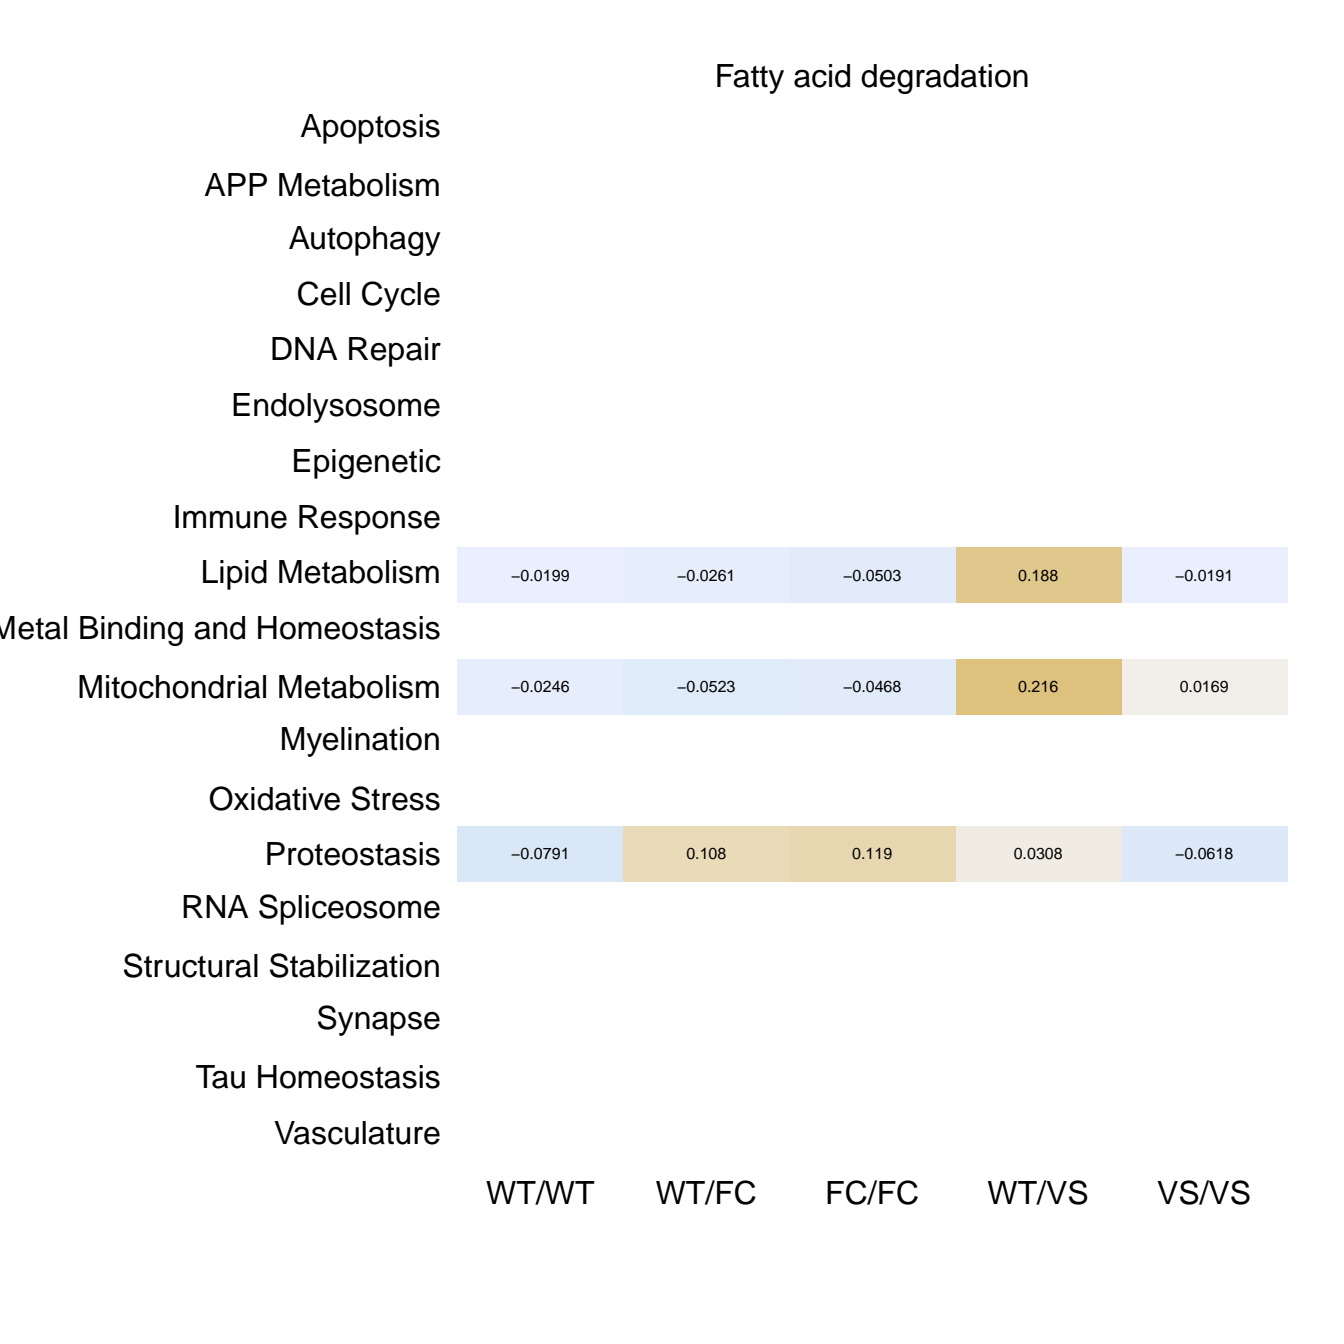 Fatty acid degradation
Apoptosis
APP Metabolism
Autophagy
Cell Cycle
DNA Repair
Endolysosome
Epigenetic
Immune Response
Lipid Metabolism −0.0199 −0.0261 −0.0503 0.188 −0.0191
Metal Binding and Homeostasis
Mitochondrial Metabolism −0.0246 −0.0523 −0.0468 0.216 0.0169
Myelination
Oxidative Stress
Proteostasis −0.0791 0.108 0.119 0.0308 −0.0618
RNA Spliceosome
Structural Stabilization
Synapse
Tau Homeostasis
Vasculature
WT/WT WT/FC FC/FC WT/VS VS/VS